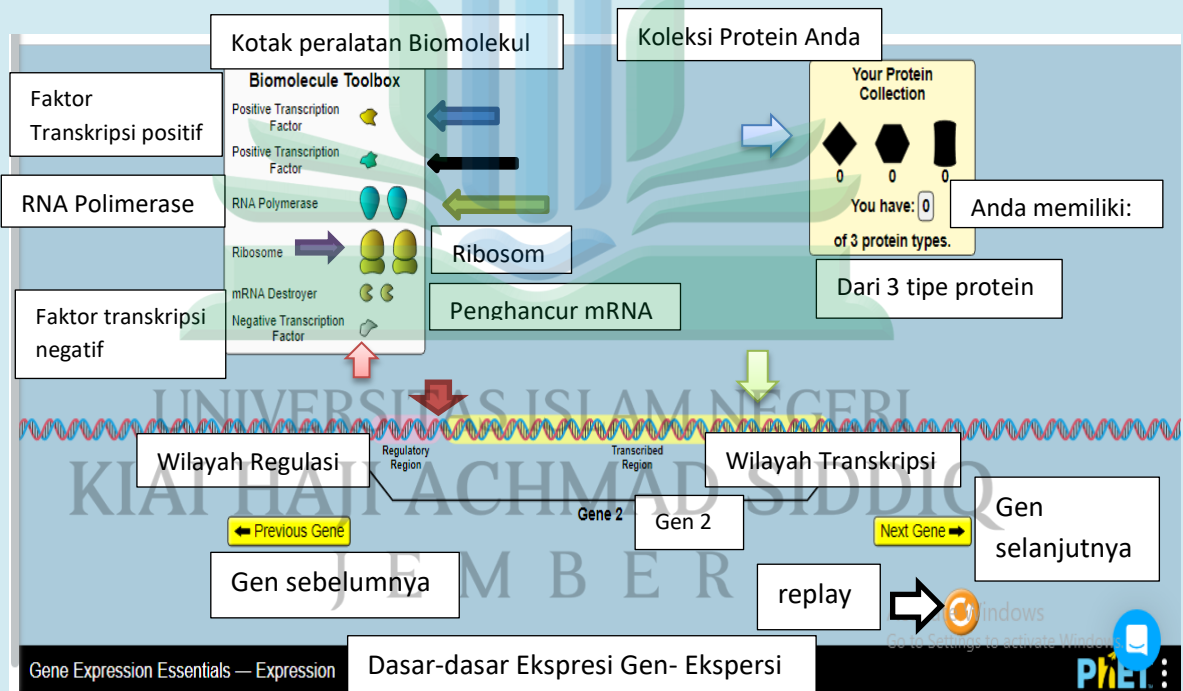 Kotak peralatan Biomolekul
Koleksi Protein Anda
Faktor
Transkripsi positif
Biomolecule Toolbox
Positive Transcription
Factor
Positive Transcription
Factor
RNA Polimerase
RNA Polymerase
Ribosome
Ribosom
mRNA Destroyer
Penghancur mRNA
Faktor transkripsi
negatif
Negative Transcription
Factor
Your Protein
Collection
0 0 0
You have: 0
of 3 protein types.
Anda memiliki:
Dari 3 tipe protein
UNIVERSITAS ISLAM NEGERI
Wilayah Regulasi
Regulatory
Region
Transcribed
Region
Wilayah Transkripsi
KIAI HAJI ACHMAD SIDDIQ
Gene 2
Gen 2
Previous Gene
Next Gene
Gen
selanjutnya
Gen sebelumnya
JEMBER
replay
Windows
Go to Settings to activate Windows.
Gene Expression Essentials — Expression
Dasar-dasar Ekspresi Gen- Ekspersi
PhET